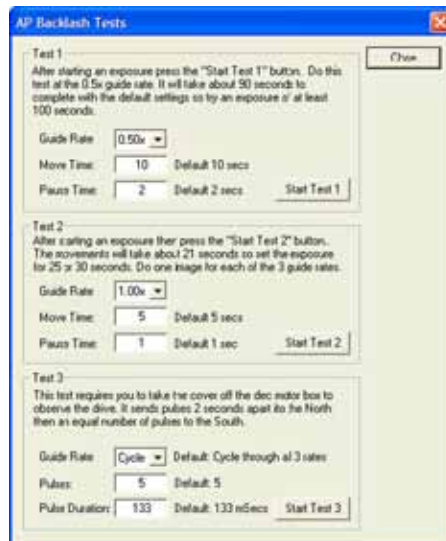 AP Backlash Tests
Close
Test 1
After starting an exposure press the "Start Test 1" button. Do this
test at the 0.5x guide rate. It will take about 90 seconds to
complete with the default settings so try an exposure of at least
100 seconds.
Guide Rate 0.50x
Move Time: 10 Default 10 secs
Pause Time: 2 Default 2 secs Start Test 1
Test 2
After starting an exposure then press the "Start Test 2" button.
The movements will take about 21 seconds so set the exposure
for 25 or 30 seconds. Do one image for each of the 3 guide rates.
Guide Rate 1.00x
Move Time: 5 Default 5 secs
Pause Time: 1 Default 1 sec Start Test 2
Test 3
This test requires you to take the cover off the dec motor box to
observe the drive. It sends pulses 2 seconds apart to the North
then an equal number of pulses to the South.
Guide Rate Cycle Default: Cycle through all 3 rates
Pulses: 5 Default: 5
Pulse Duration: 133 Default: 133 mSecs Start Test 3